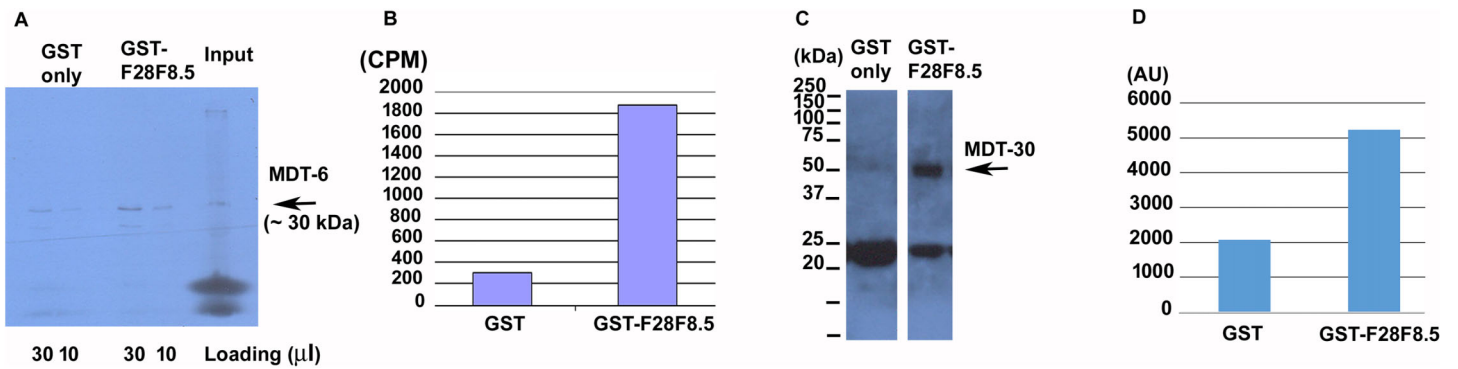 A
GST only
GST-F28F8.5
Input
MDT-6
(~ 30 kDa)
30 10
30 10
Loading (µl)
B
(CPM)
2000
1800
1600
1400
1200
1000
800
600
400
200
0
GST
GST-F28F8.5
C
(kDa)
GST only
GST-F28F8.5
250
150
100
75
50
37
25
20
MDT-30
D
(AU)
6000
5000
4000
3000
2000
1000
0
GST
GST-F28F8.5